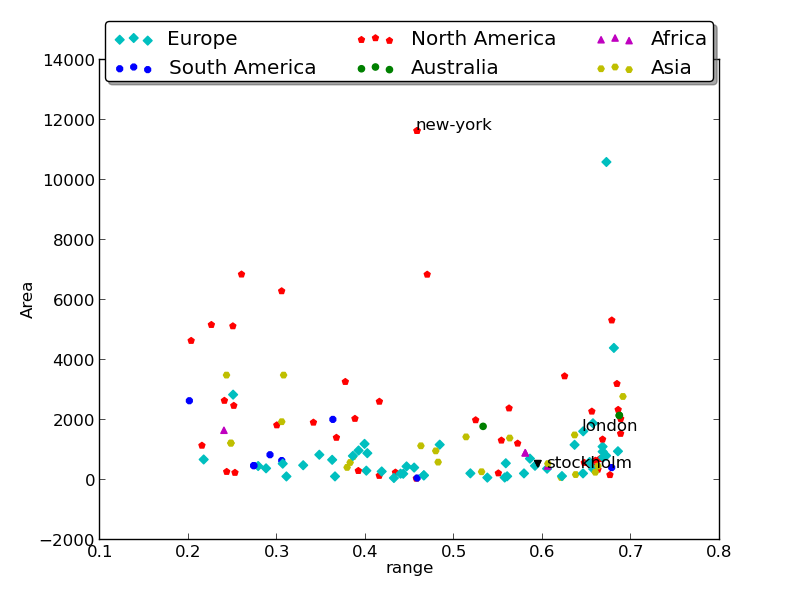 Europe North America Africa
South America Australia Asia
14000
12000
10000
8000
6000
4000
2000
0
−2000
Area
new-york
london
stockholm
0.1 0.2 0.3 0.4 0.5 0.6 0.7 0.8
range